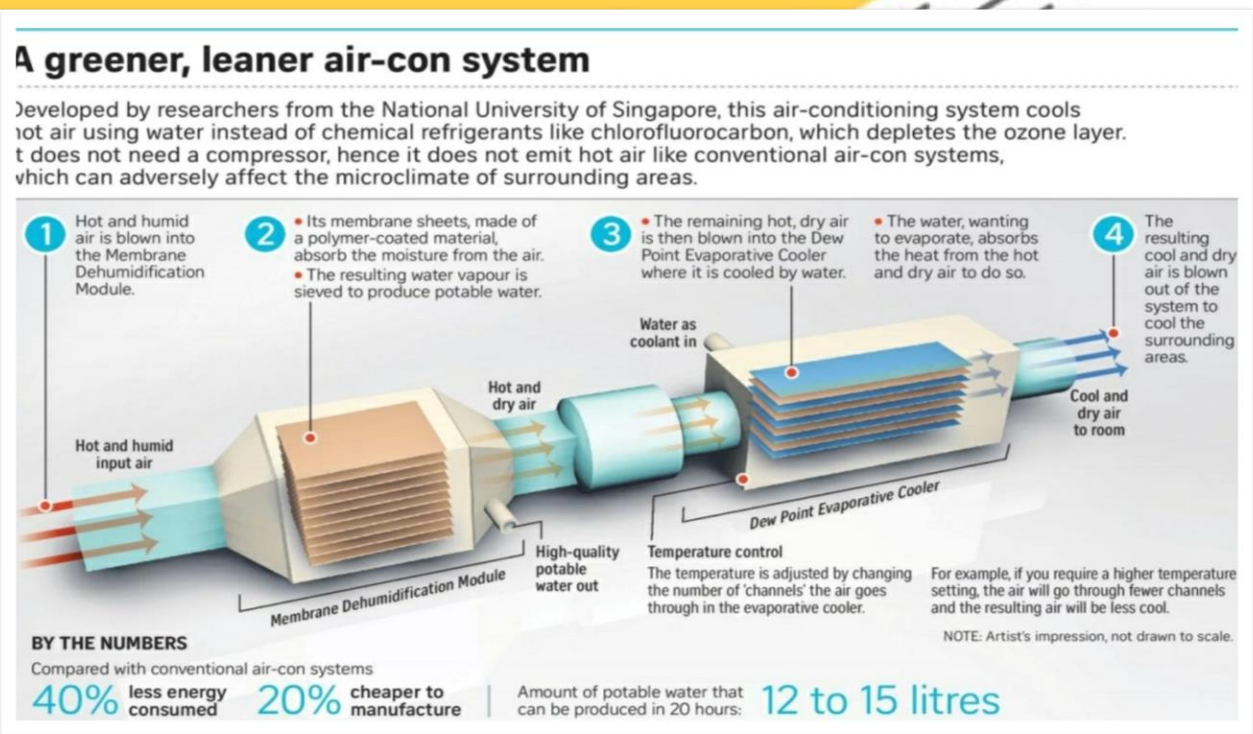 A greener, leaner air-con system
Developed by researchers from the National University of Singapore, this air-conditioning system cools
hot air using water instead of chemical refrigerants like chlorofluorocarbon, which depletes the ozone layer.
It does not need a compressor, hence it does not emit hot air like conventional air-con systems,
which can adversely affect the microclimate of surrounding areas.
1
Hot and humid
air is blown into
the Membrane
Dehumidification
Module.
2
• Its membrane sheets, made of
a polymer-coated material,
absorb the moisture from the air.
• The resulting water vapour is
sieved to produce potable water.
3
• The remaining hot, dry air
is then blown into the Dew
Point Evaporative Cooler
where it is cooled by water.
• The water, wanting
to evaporate, absorbs
the heat from the hot
and dry air to do so.
4
The
resulting
cool and dry
air is blown
out of the
system to
cool the
surrounding
areas.
Water as
coolant in
Hot and
dry air
Cool and
dry air
to room
Hot and humid
input air
Dew Point Evaporative Cooler
High-quality
potable
water out
Membrane Dehumidification Module
Temperature control
The temperature is adjusted by changing
the number of 'channels' the air goes
through in the evaporative cooler.
For example, if you require a higher temperature
setting, the air will go through fewer channels
and the resulting air will be less cool.
NOTE: Artist's impression, not drawn to scale.
BY THE NUMBERS
Compared with conventional air-con systems
40% less energy
consumed
20% cheaper to
manufacture
Amount of potable water that
can be produced in 20 hours:
12 to 15 litres